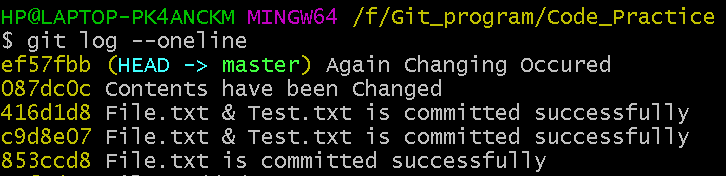 HP@LAPTOP-PK4ANCKM MINGW64 /f/Git_program/Code_Practice
$ git log --oneline
ef57fbb (HEAD -> master) Again Changing Occured
087dc0c Contents have been Changed
416d1d8 File.txt & Test.txt is committed successfully
c9d8e07 File.txt & Test.txt is committed successfully
853ccd8 File.txt is committed successfully